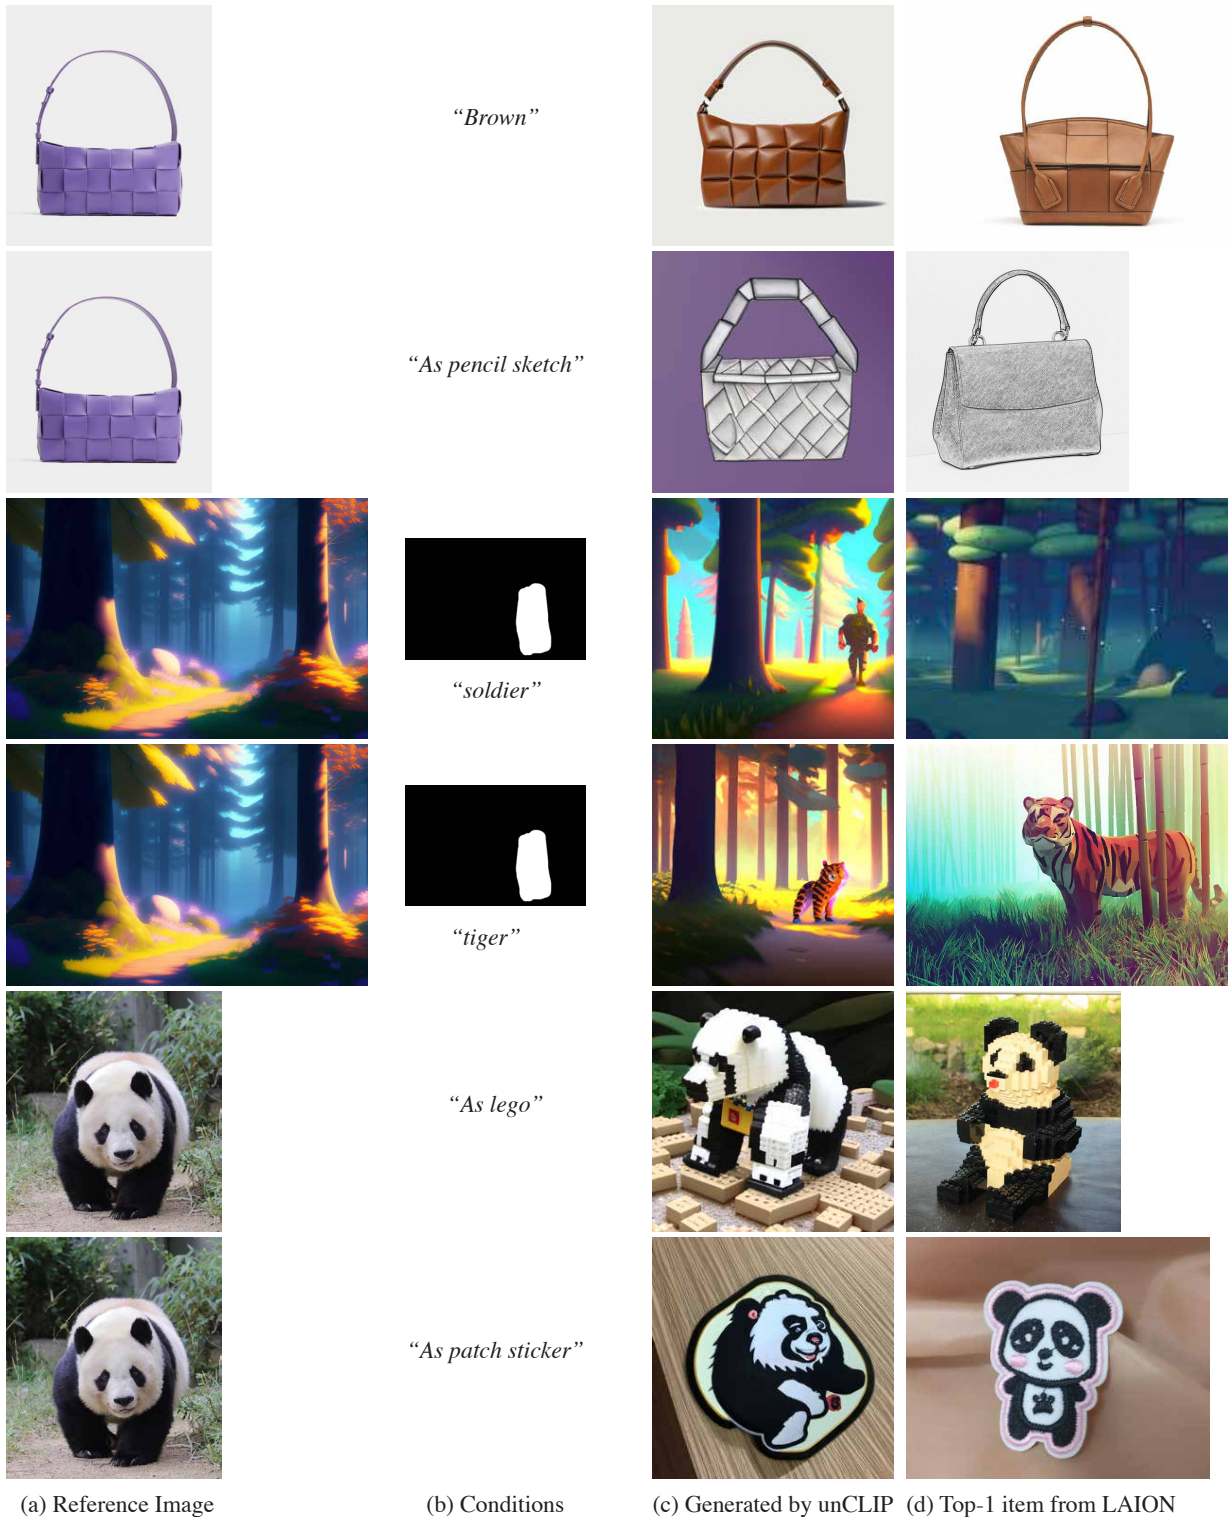 “Brown”
“As pencil sketch”
“soldier”
“tiger”
“As lego”
“As patch sticker”
(a) Reference Image
(b) Conditions
(c) Generated by unCLIP
(d) Top-1 item from LAION